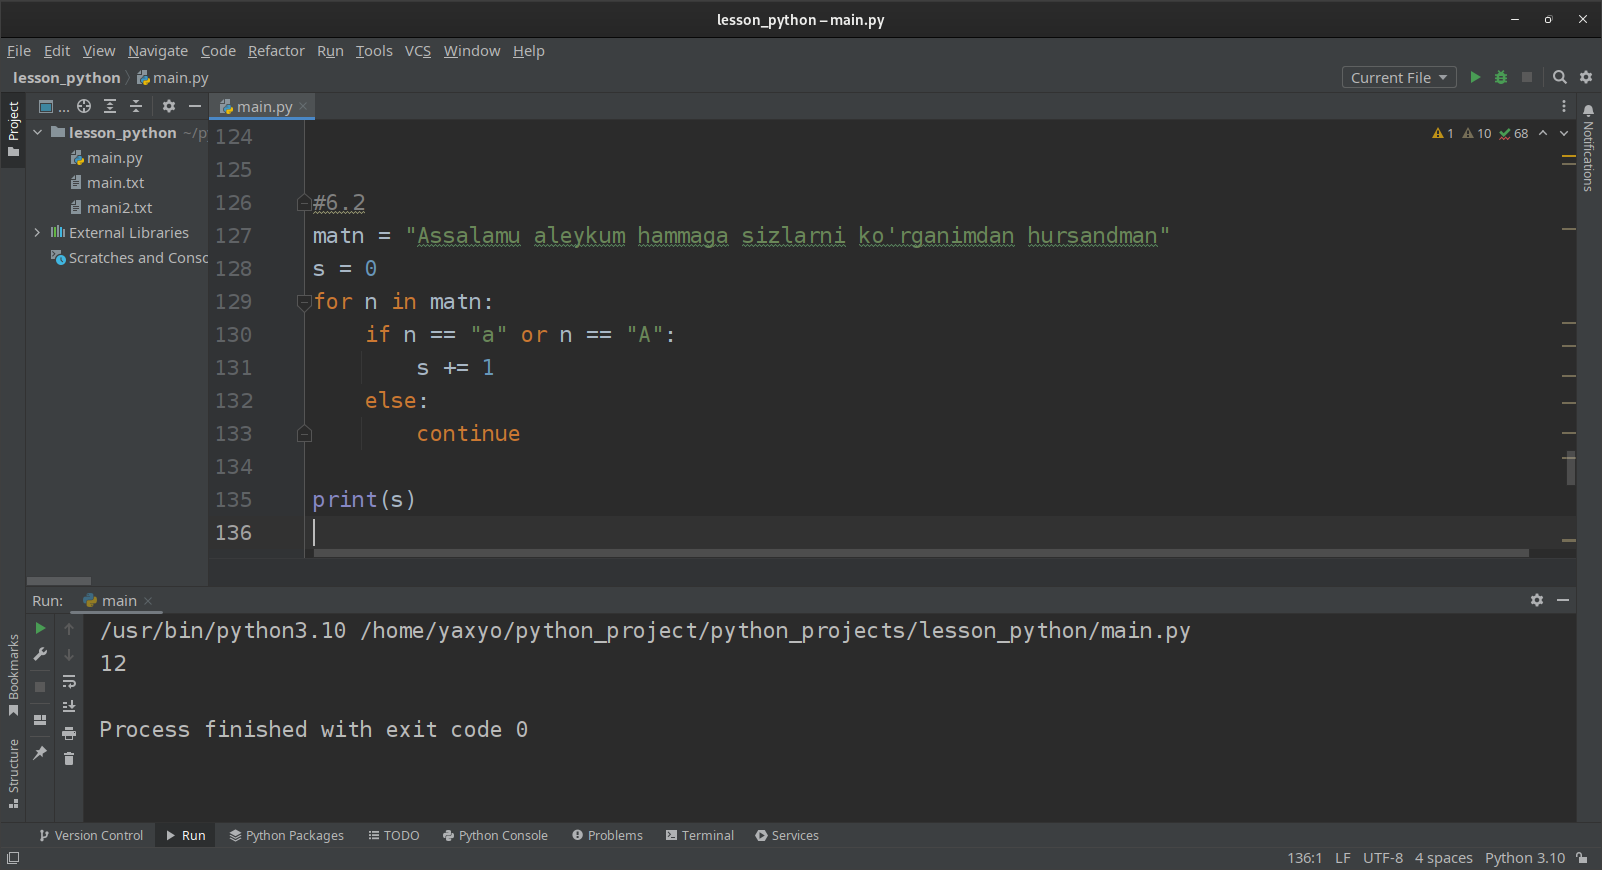 lesson_python – main.py
File Edit View Navigate Code Refactor Run Tools VCS Window Help
lesson_python main.py
Current File
Project
...
main.py
lesson_python ~/p
main.py
main.txt
mani2.txt
External Libraries
Scratches and Consc
1 10 68
Notifications
124
125
126 #6.2
127 matn = "Assalamu aleykum hammaga sizlarni ko'rganimdan hursandman"
128 s = 0
129 for n in matn:
130 if n == "a" or n == "A":
131 s += 1
132 else:
133 continue
134
135 print(s)
136
Run: main
/usr/bin/python3.10 /home/yaxyo/python_project/python_projects/lesson_python/main.py
12
Process finished with exit code 0
Bookmarks
Structure
Version Control Run Python Packages TODO Python Console Problems Terminal Services
136:1 LF UTF-8 4 spaces Python 3.10